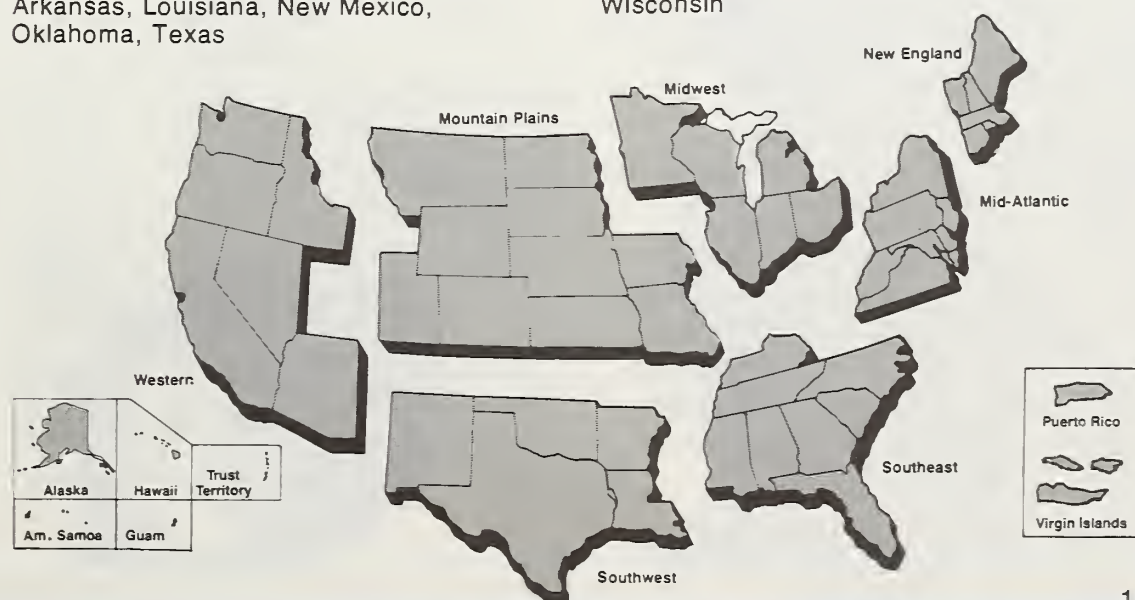 Arkansas, Louisiana, New Mexico,
Oklahoma, Texas
Wisconsin
New England
Midwest
Mountain Plains
Mid-Atlantic
Western
Southeast
Southwest
Alaska
Hawaii
Trust
Territory
Am. Samoa
Guam
Puerto Rico
Virgin Islands
1